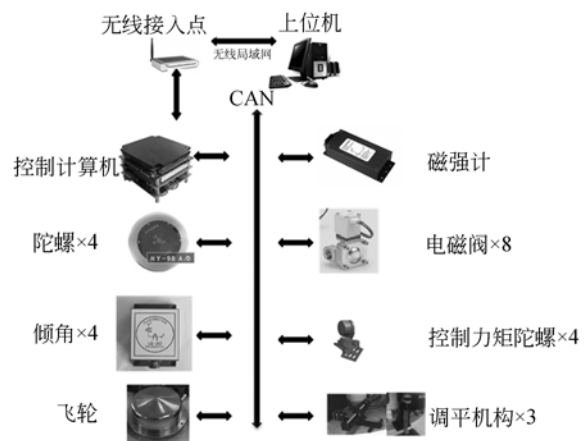 无线接入点
上位机
无线局域网
CAN
控制计算机
磁强计
陀螺×4
电磁阀×8
倾角×4
控制力矩陀螺×4
飞轮
调平机构×3